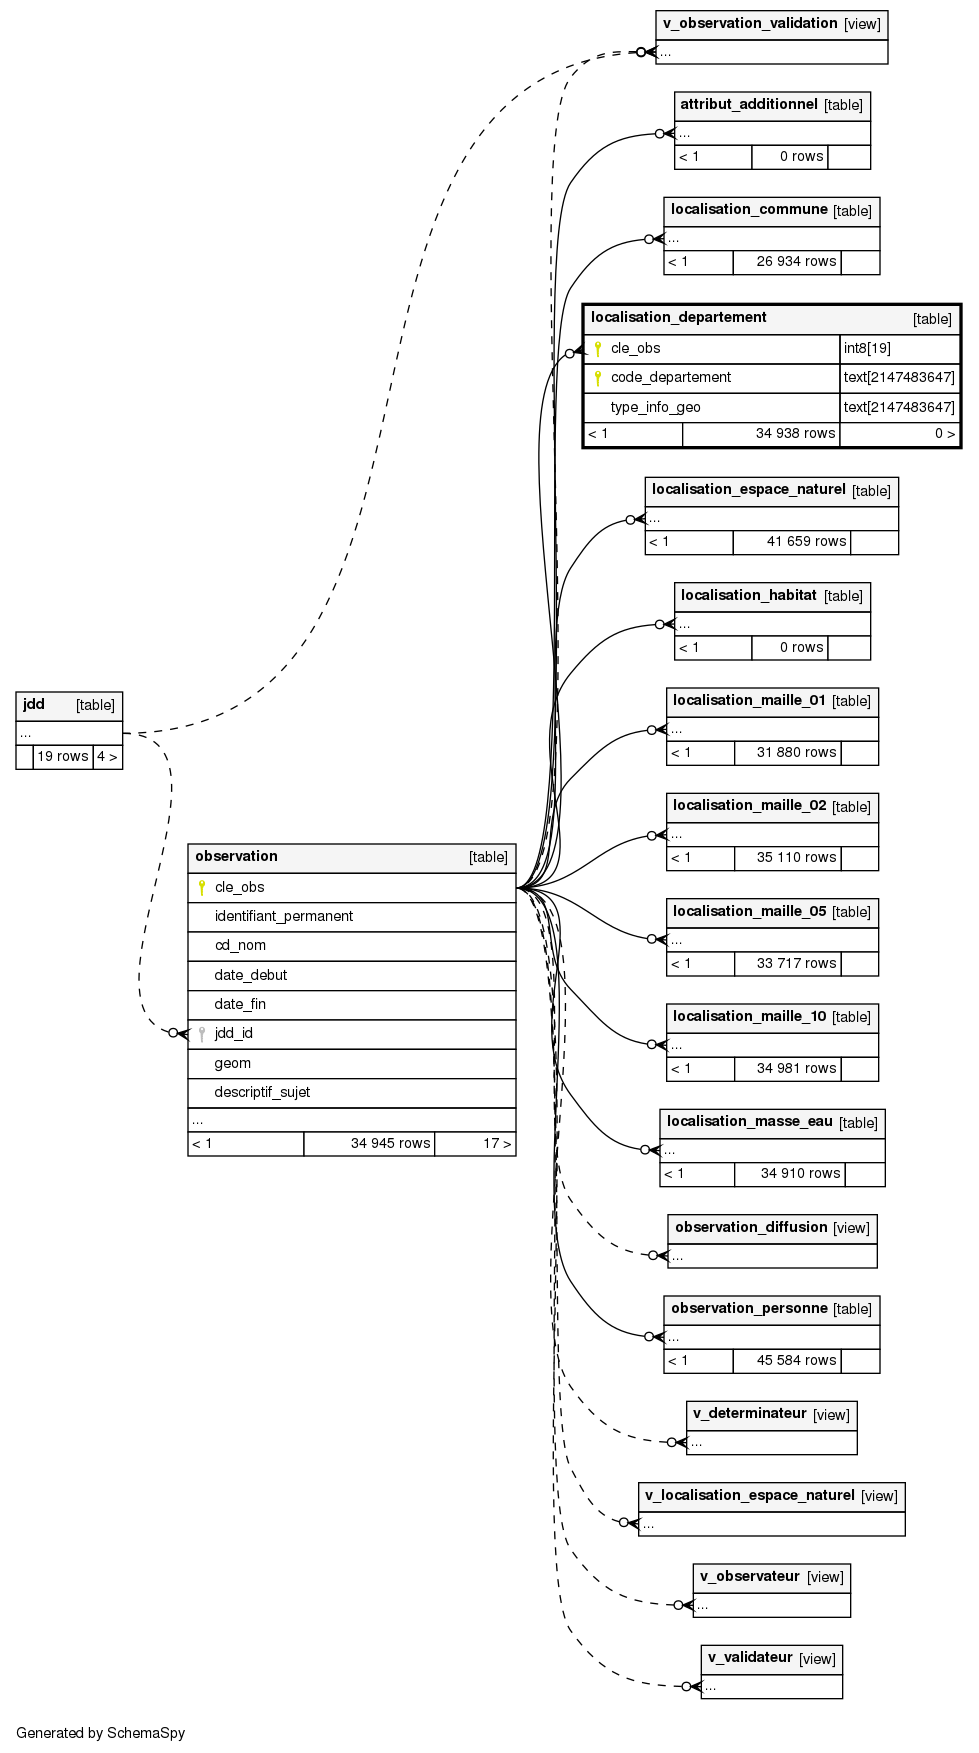 v_observation_validation [view]
...
attribut_additionnel [table]
...
< 1 0 rows
localisation_commune [table]
...
< 1 26 934 rows
localisation_departement [table]
cle_obs int8[19]
code_departement text[2147483647]
type_info_geo text[2147483647]
< 1 34 938 rows 0 >
localisation_espace_naturel [table]
...
< 1 41 659 rows
localisation_habitat [table]
...
< 1 0 rows
localisation_maille_01 [table]
...
< 1 31 880 rows
jdd [table]
...
19 rows 4 >
localisation_maille_02 [table]
...
< 1 35 110 rows
observation [table]
cle_obs
identifiant_permanent
cd_nom
date_debut
date_fin
jdd_id
geom
descriptif_sujet
...
< 1 34 945 rows 17 >
localisation_maille_05 [table]
...
< 1 33 717 rows
localisation_maille_10 [table]
...
< 1 34 981 rows
localisation_masse_eau [table]
...
< 1 34 910 rows
observation_diffusion [view]
...
observation_personne [table]
...
< 1 45 584 rows
v_determinateur [view]
...
v_localisation_espace_naturel [view]
...
v_observateur [view]
...
v_validateur [view]
...
Generated by SchemaSpy